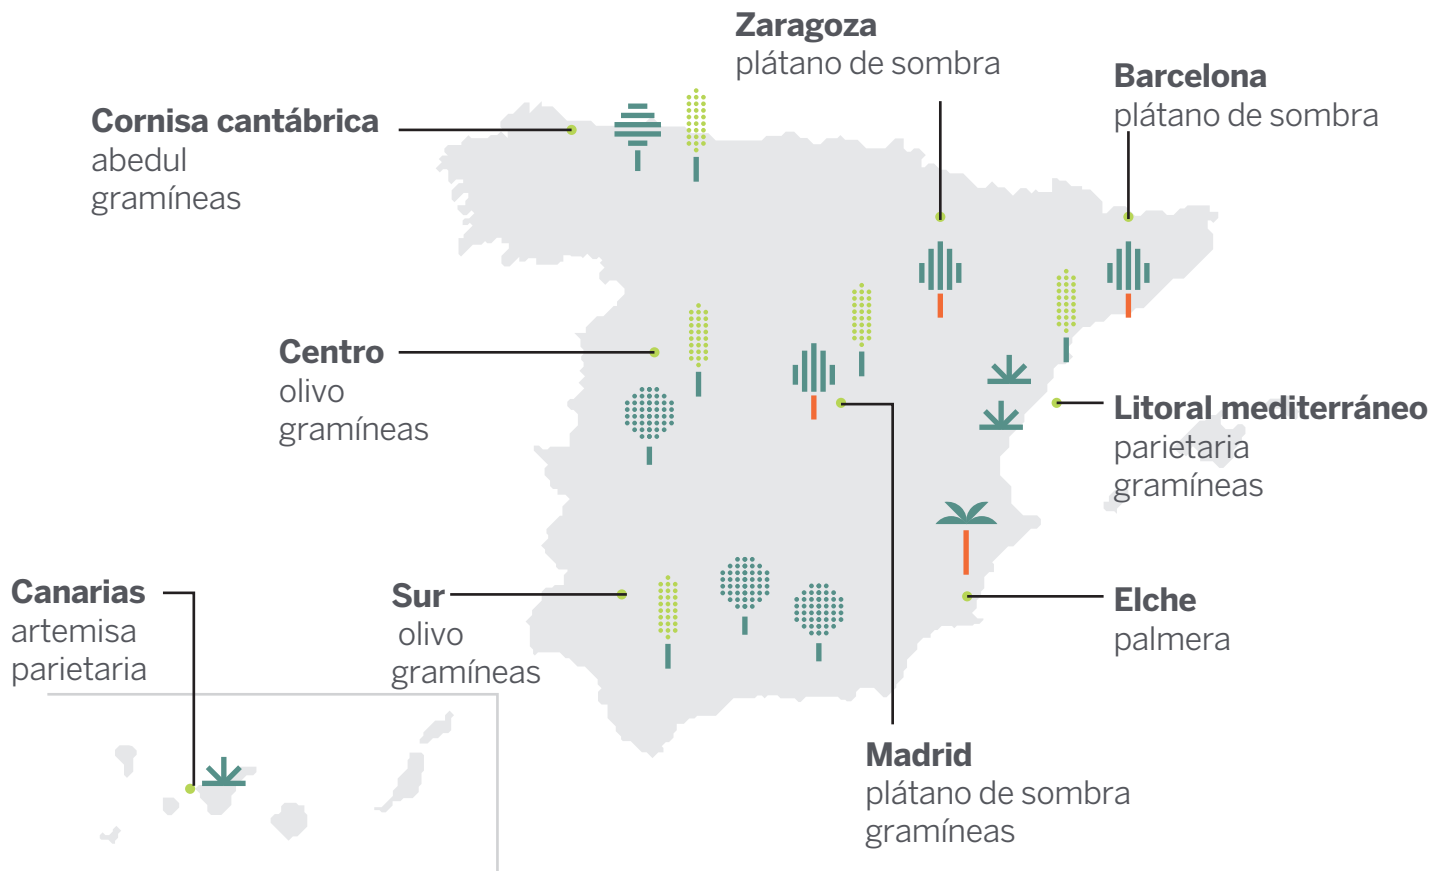 Zaragoza
plátano de sombra
Barcelona
plátano de sombra
Cornisa cantábrica
abedul
gramíneas
Centro
olivo
gramíneas
Litoral mediterráneo
parietaria
gramíneas
Canarias
artemisa
parietaria
Sur
olivo
gramíneas
Elche
palmera
Madrid
plátano de sombra
gramíneas